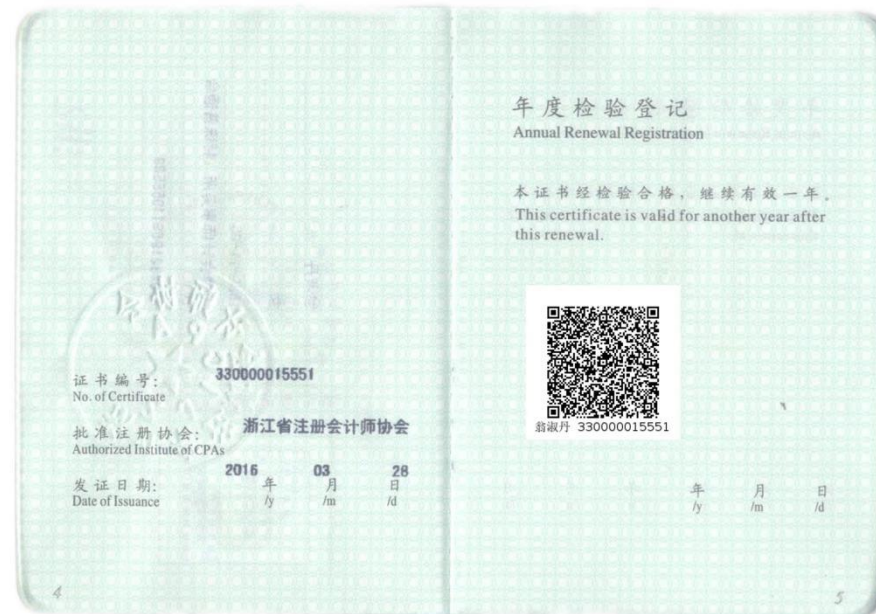 证书编号: 330000015551
No. of Certificate
批准注册协会: 浙江省注册会计师协会
Authorized Institute of CPAs
发证日期: 2016 年 03 月 28 日
Date of Issuance /y /m /d
4
年度检验登记
Annual Renewal Registration
本证书经检验合格，继续有效一年。
This certificate is valid for another year after
this renewal.
翁淑丹 330000015551
年 月 日
/y /m /d
5